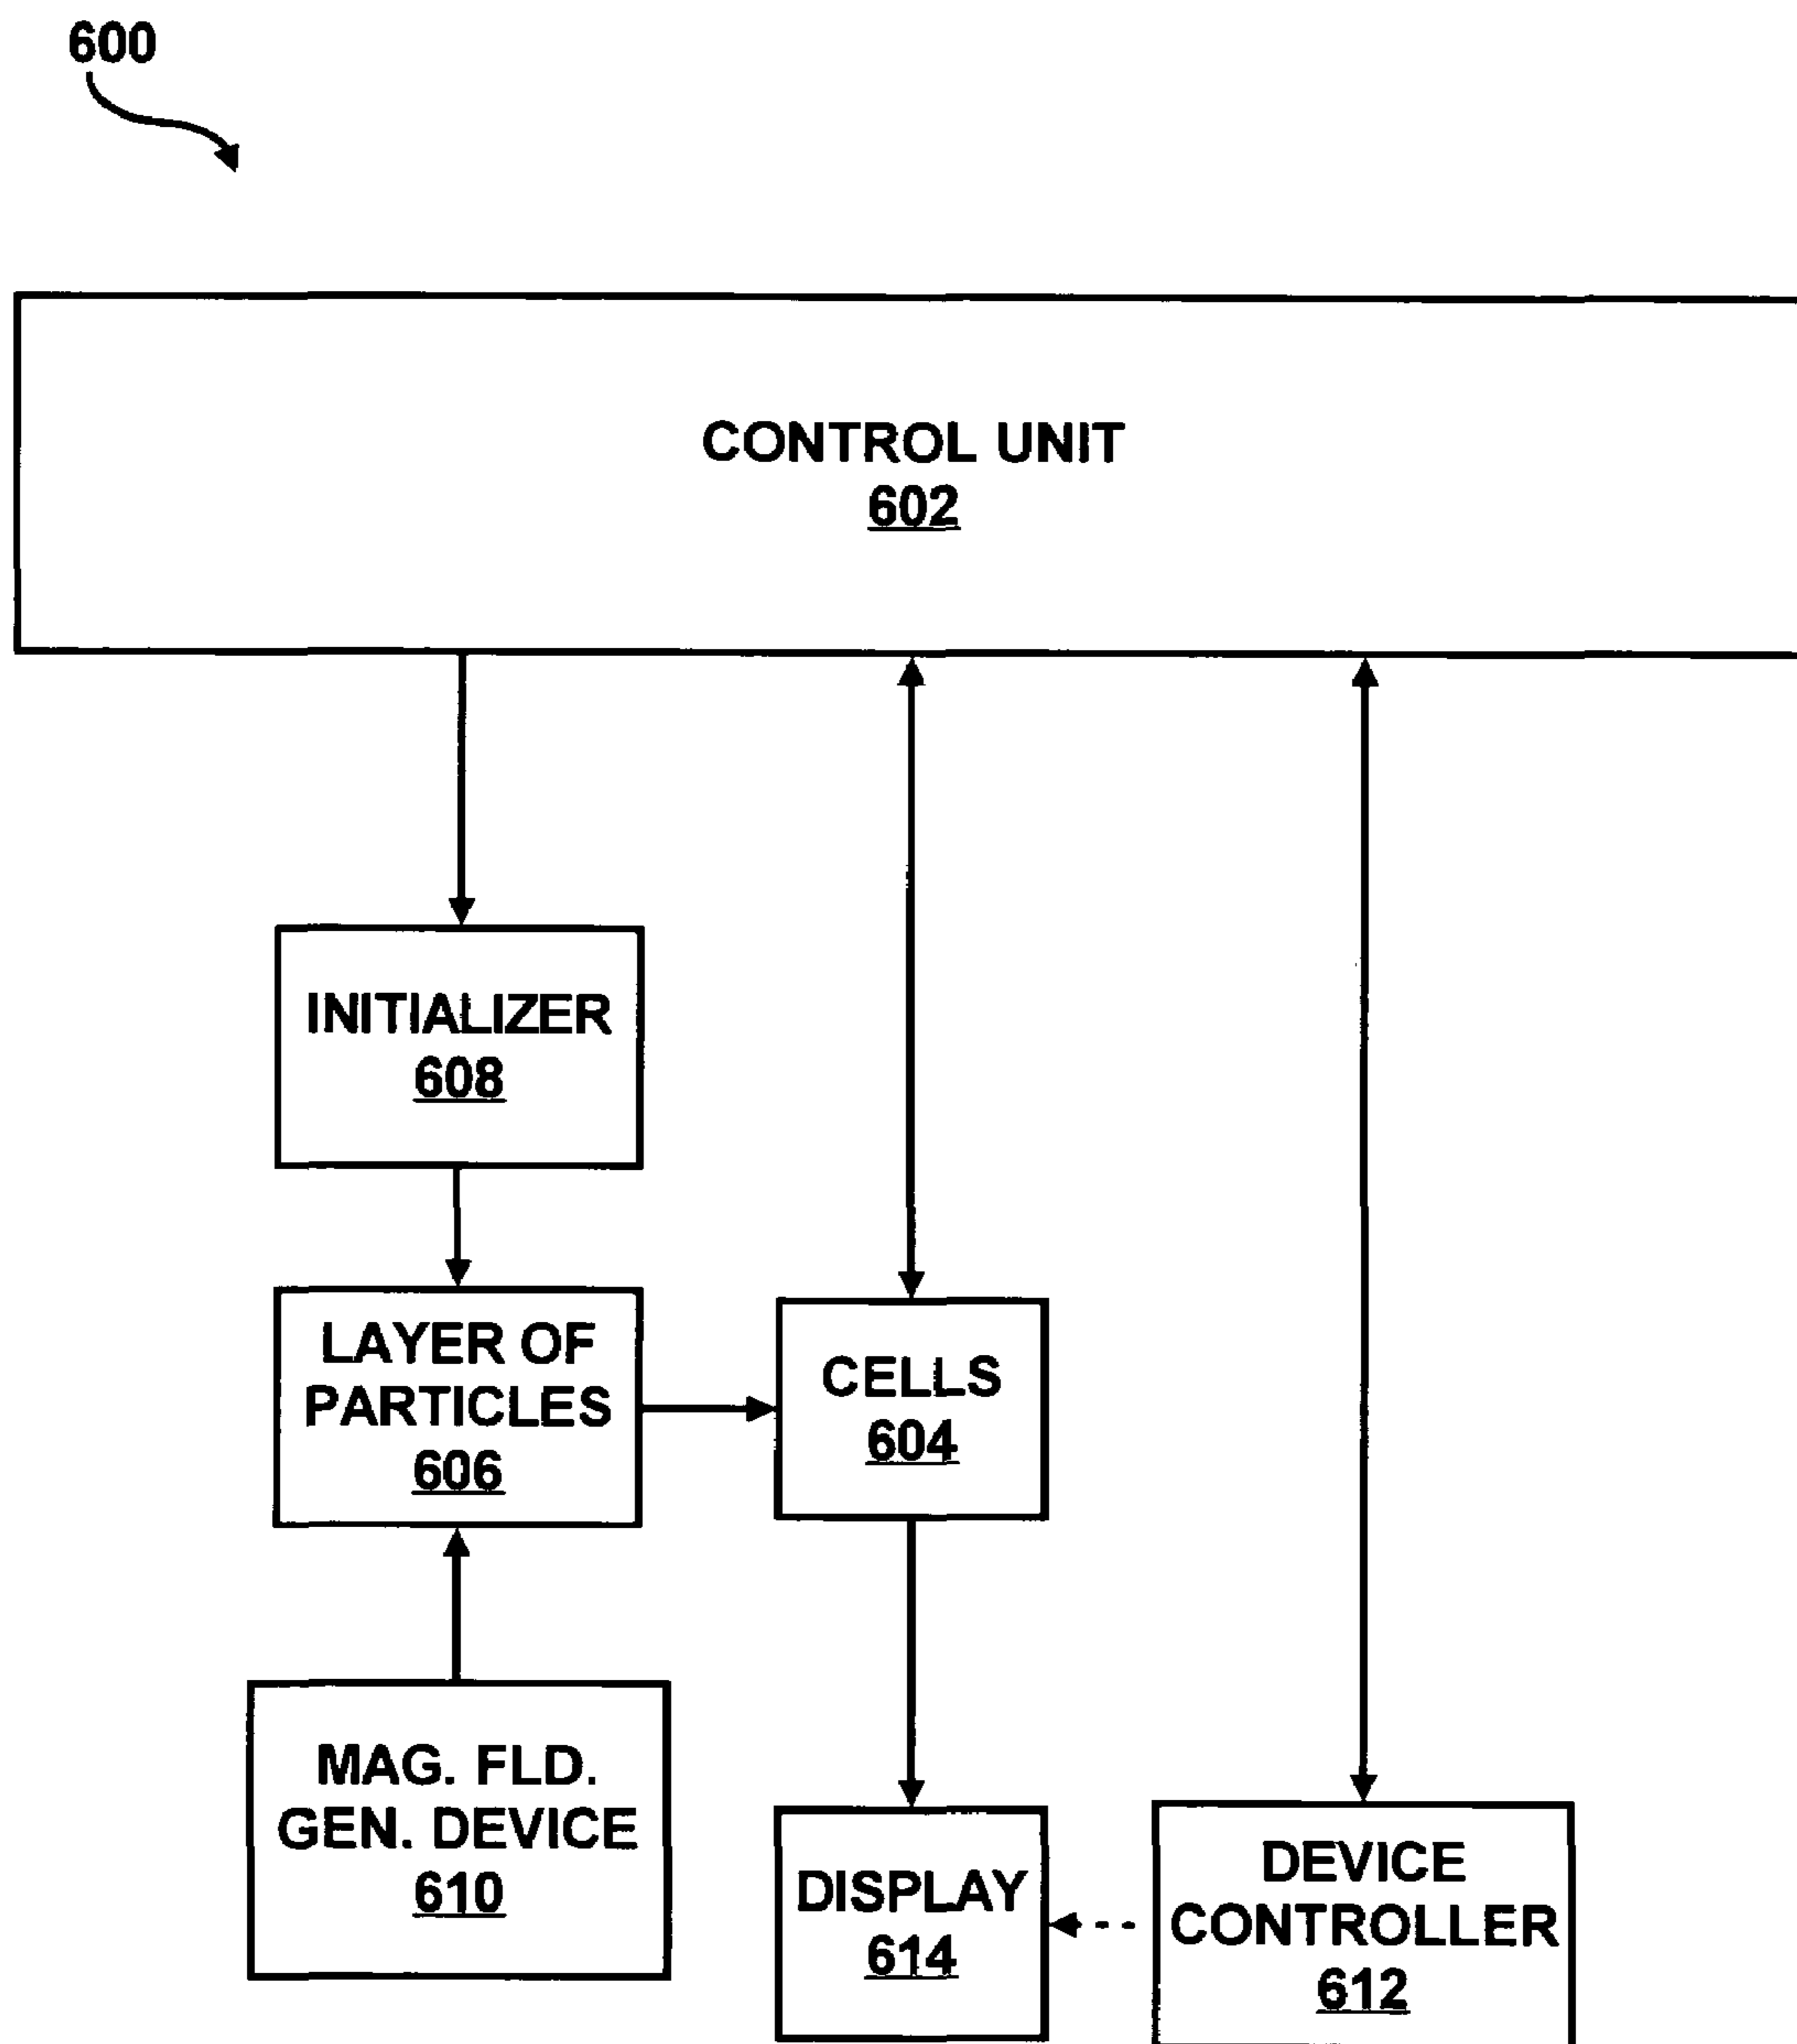 600
CONTROL UNIT
602
INITIALIZER
608
LAYER OF
PARTICLES
606
CELLS
604
MAG. FLD.
GEN. DEVICE
610
DISPLAY
614
DEVICE
CONTROLLER
612